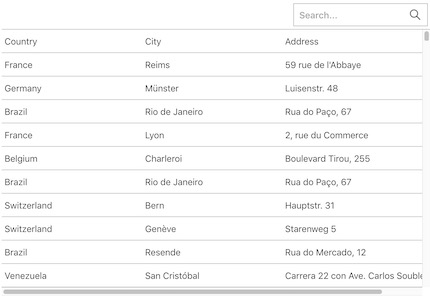 Search...
Country City Address
France Reims 59 rue de l'Abbaye
Germany Münster Luisenstr. 48
Brazil Rio de Janeiro Rua do Paço, 67
France Lyon 2, rue du Commerce
Belgium Charleroi Boulevard Tirou, 255
Brazil Rio de Janeiro Rua do Paço, 67
Switzerland Bern Hauptstr. 31
Switzerland Genève Starenweg 5
Brazil Resende Rua do Mercado, 12
Venezuela San Cristóbal Carrera 22 con Ave. Carlos